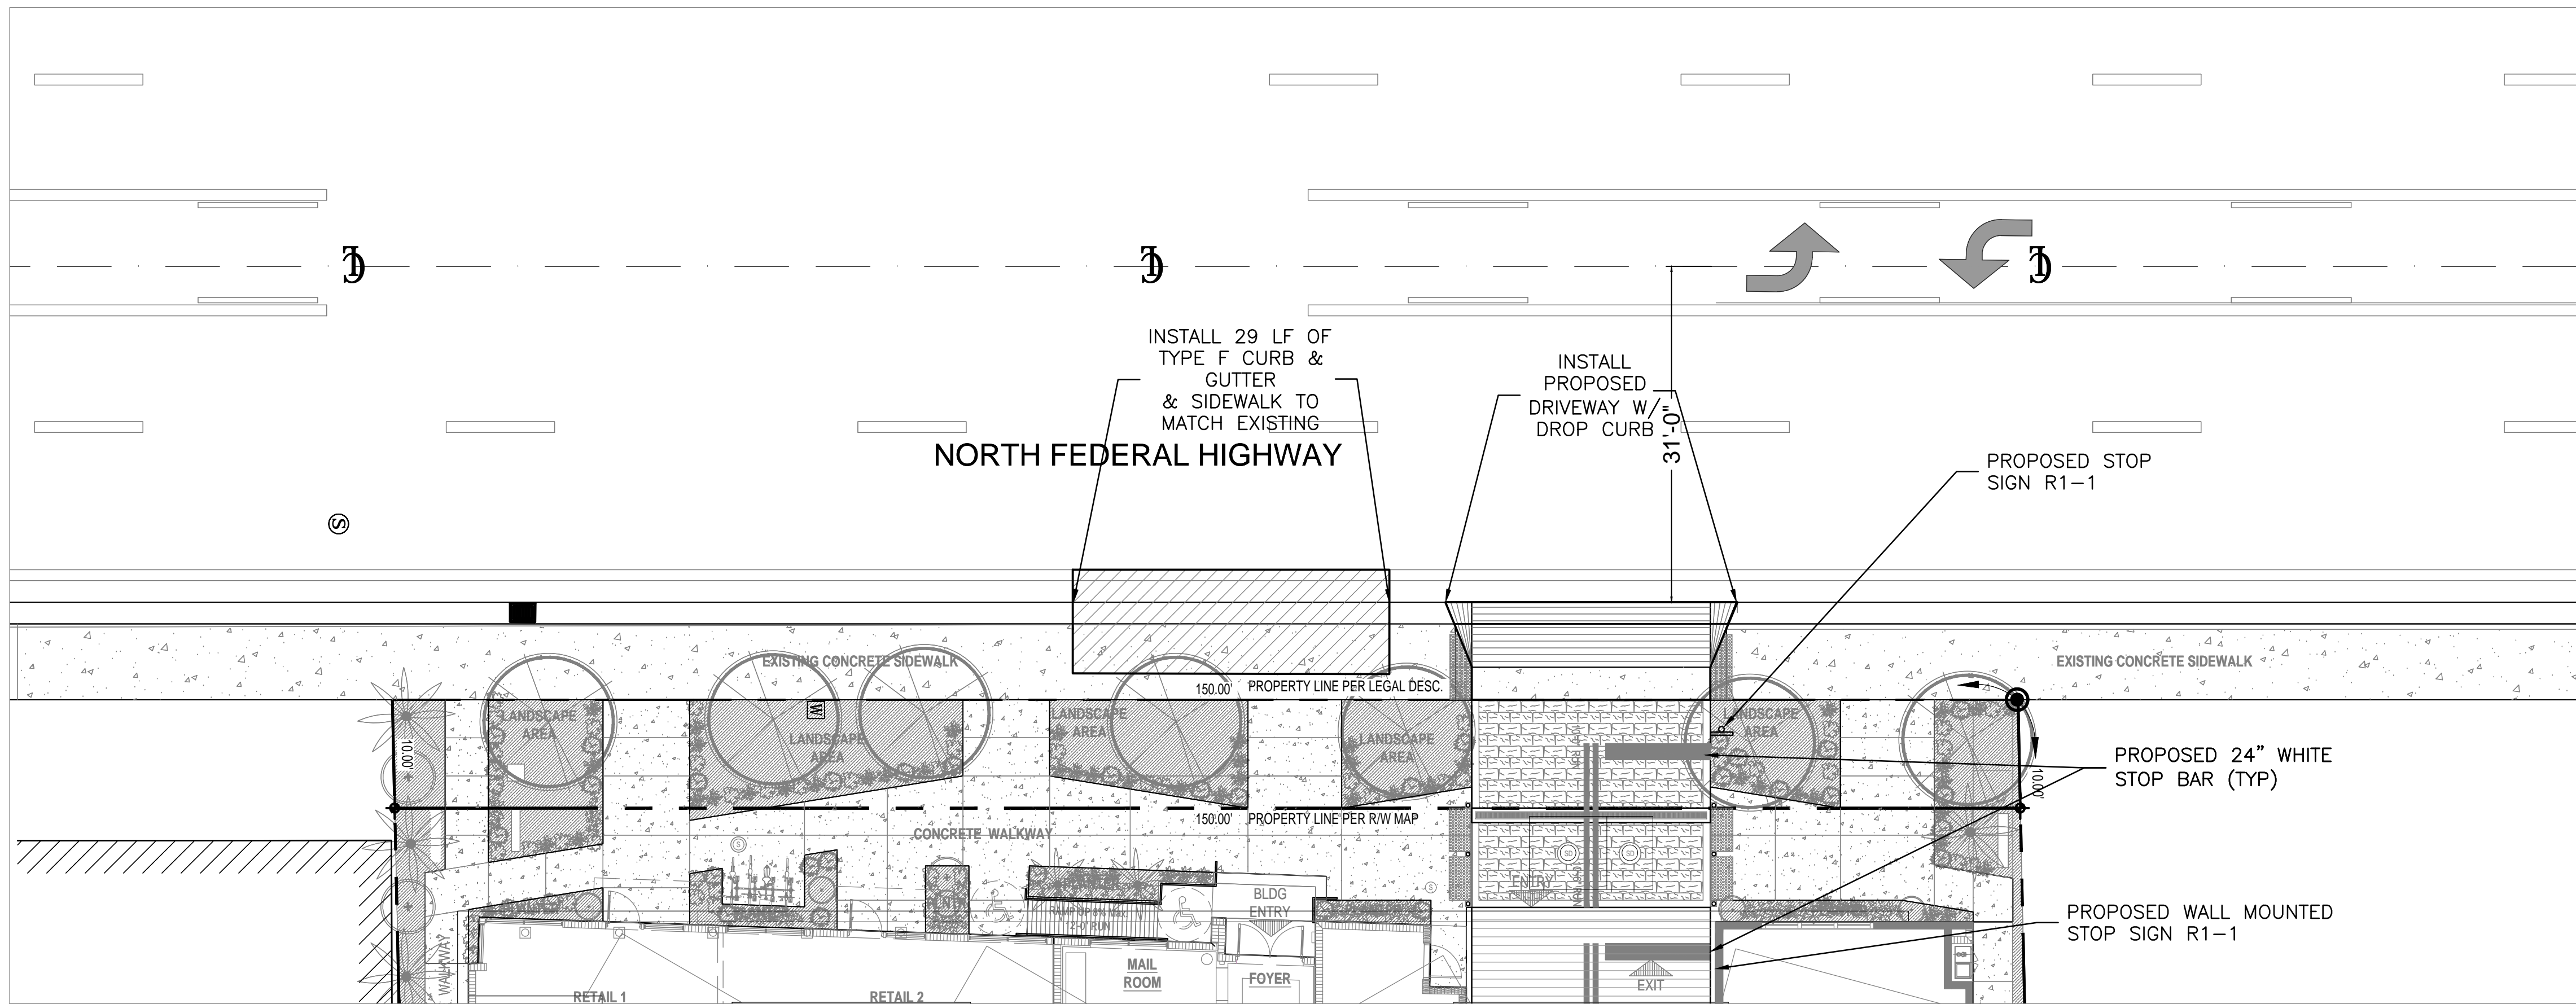 INSTALL 29 LF OF
TYPE F CURB &
GUTTER
& SIDEWALK TO
MATCH EXISTING
INSTALL
PROPOSED
DRIVEWAY W/
DROP CURB
31'-0"
NORTH FEDERAL HIGHWAY
PROPOSED STOP
SIGN R1-1
S
EXISTING CONCRETE SIDEWALK
EXISTING CONCRETE SIDEWALK
150.00' PROPERTY LINE PER LEGAL DESC.
LANDSCAPE
AREA
W
LANDSCAPE
AREA
LANDSCAPE
AREA
LANDSCAPE
AREA
LANDSCAPE
AREA
10.00'
10.00'
PROPOSED 24" WHITE
STOP BAR (TYP)
150.00' PROPERTY LINE PER R/W MAP
CONCRETE WALKWAY
S
SD
SD
S
ENTRY
BLDG
ENTRY
RUN
WALKWAY
PROPOSED WALL MOUNTED
STOP SIGN R1-1
MAIL
ROOM
FOYER
EXIT
RETAIL 1
RETAIL 2